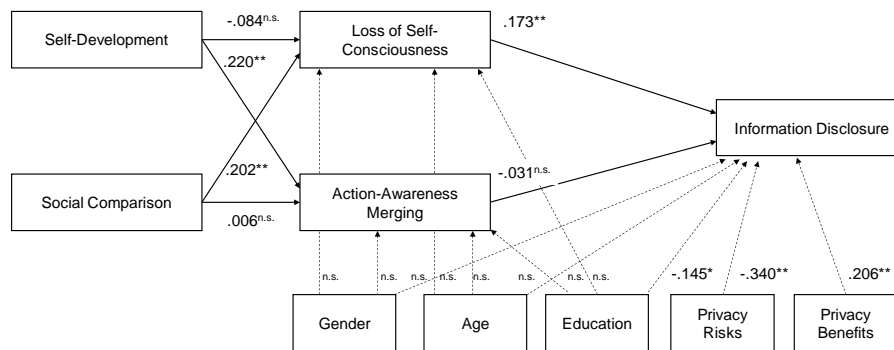 -.084n.s.
Loss of Self-
Consciousness
.173**
Self-Development
.220**
Information Disclosure
.202**
-.031n.s.
Social Comparison
Action-Awareness
Merging
.006n.s.
n.s.
n.s.
n.s.
n.s.
n.s.
n.s.
n.s.
-.145*
-.340**
.206**
Gender
Age
Education
Privacy
Risks
Privacy
Benefits